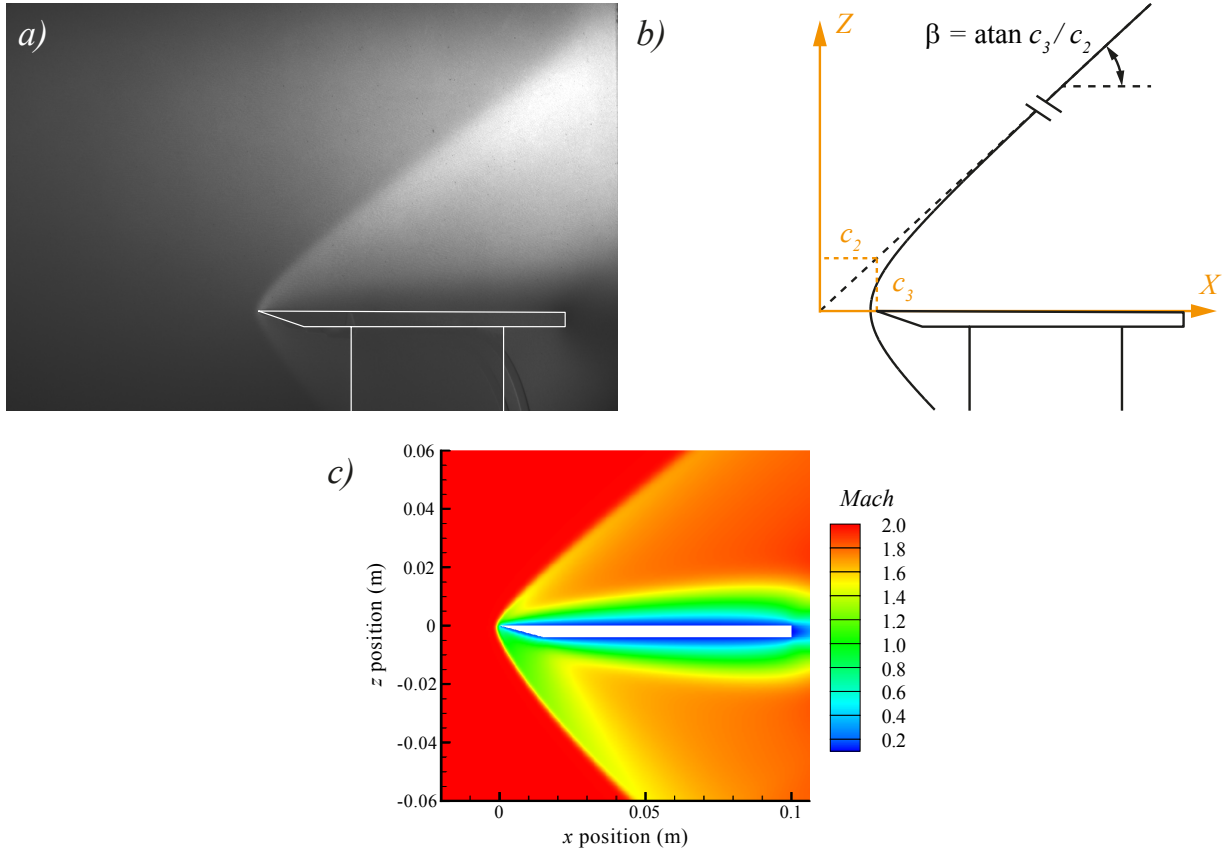 a)
b)
Z
β = atan c₃ / c₂
c₂
c₃
X
c)
0.06
0.04
0.02
0
-0.02
-0.04
-0.06
z position (m)
0
0.05
0.1
x position (m)
Mach
2.0
1.8
1.6
1.4
1.2
1.0
0.8
0.6
0.4
0.2